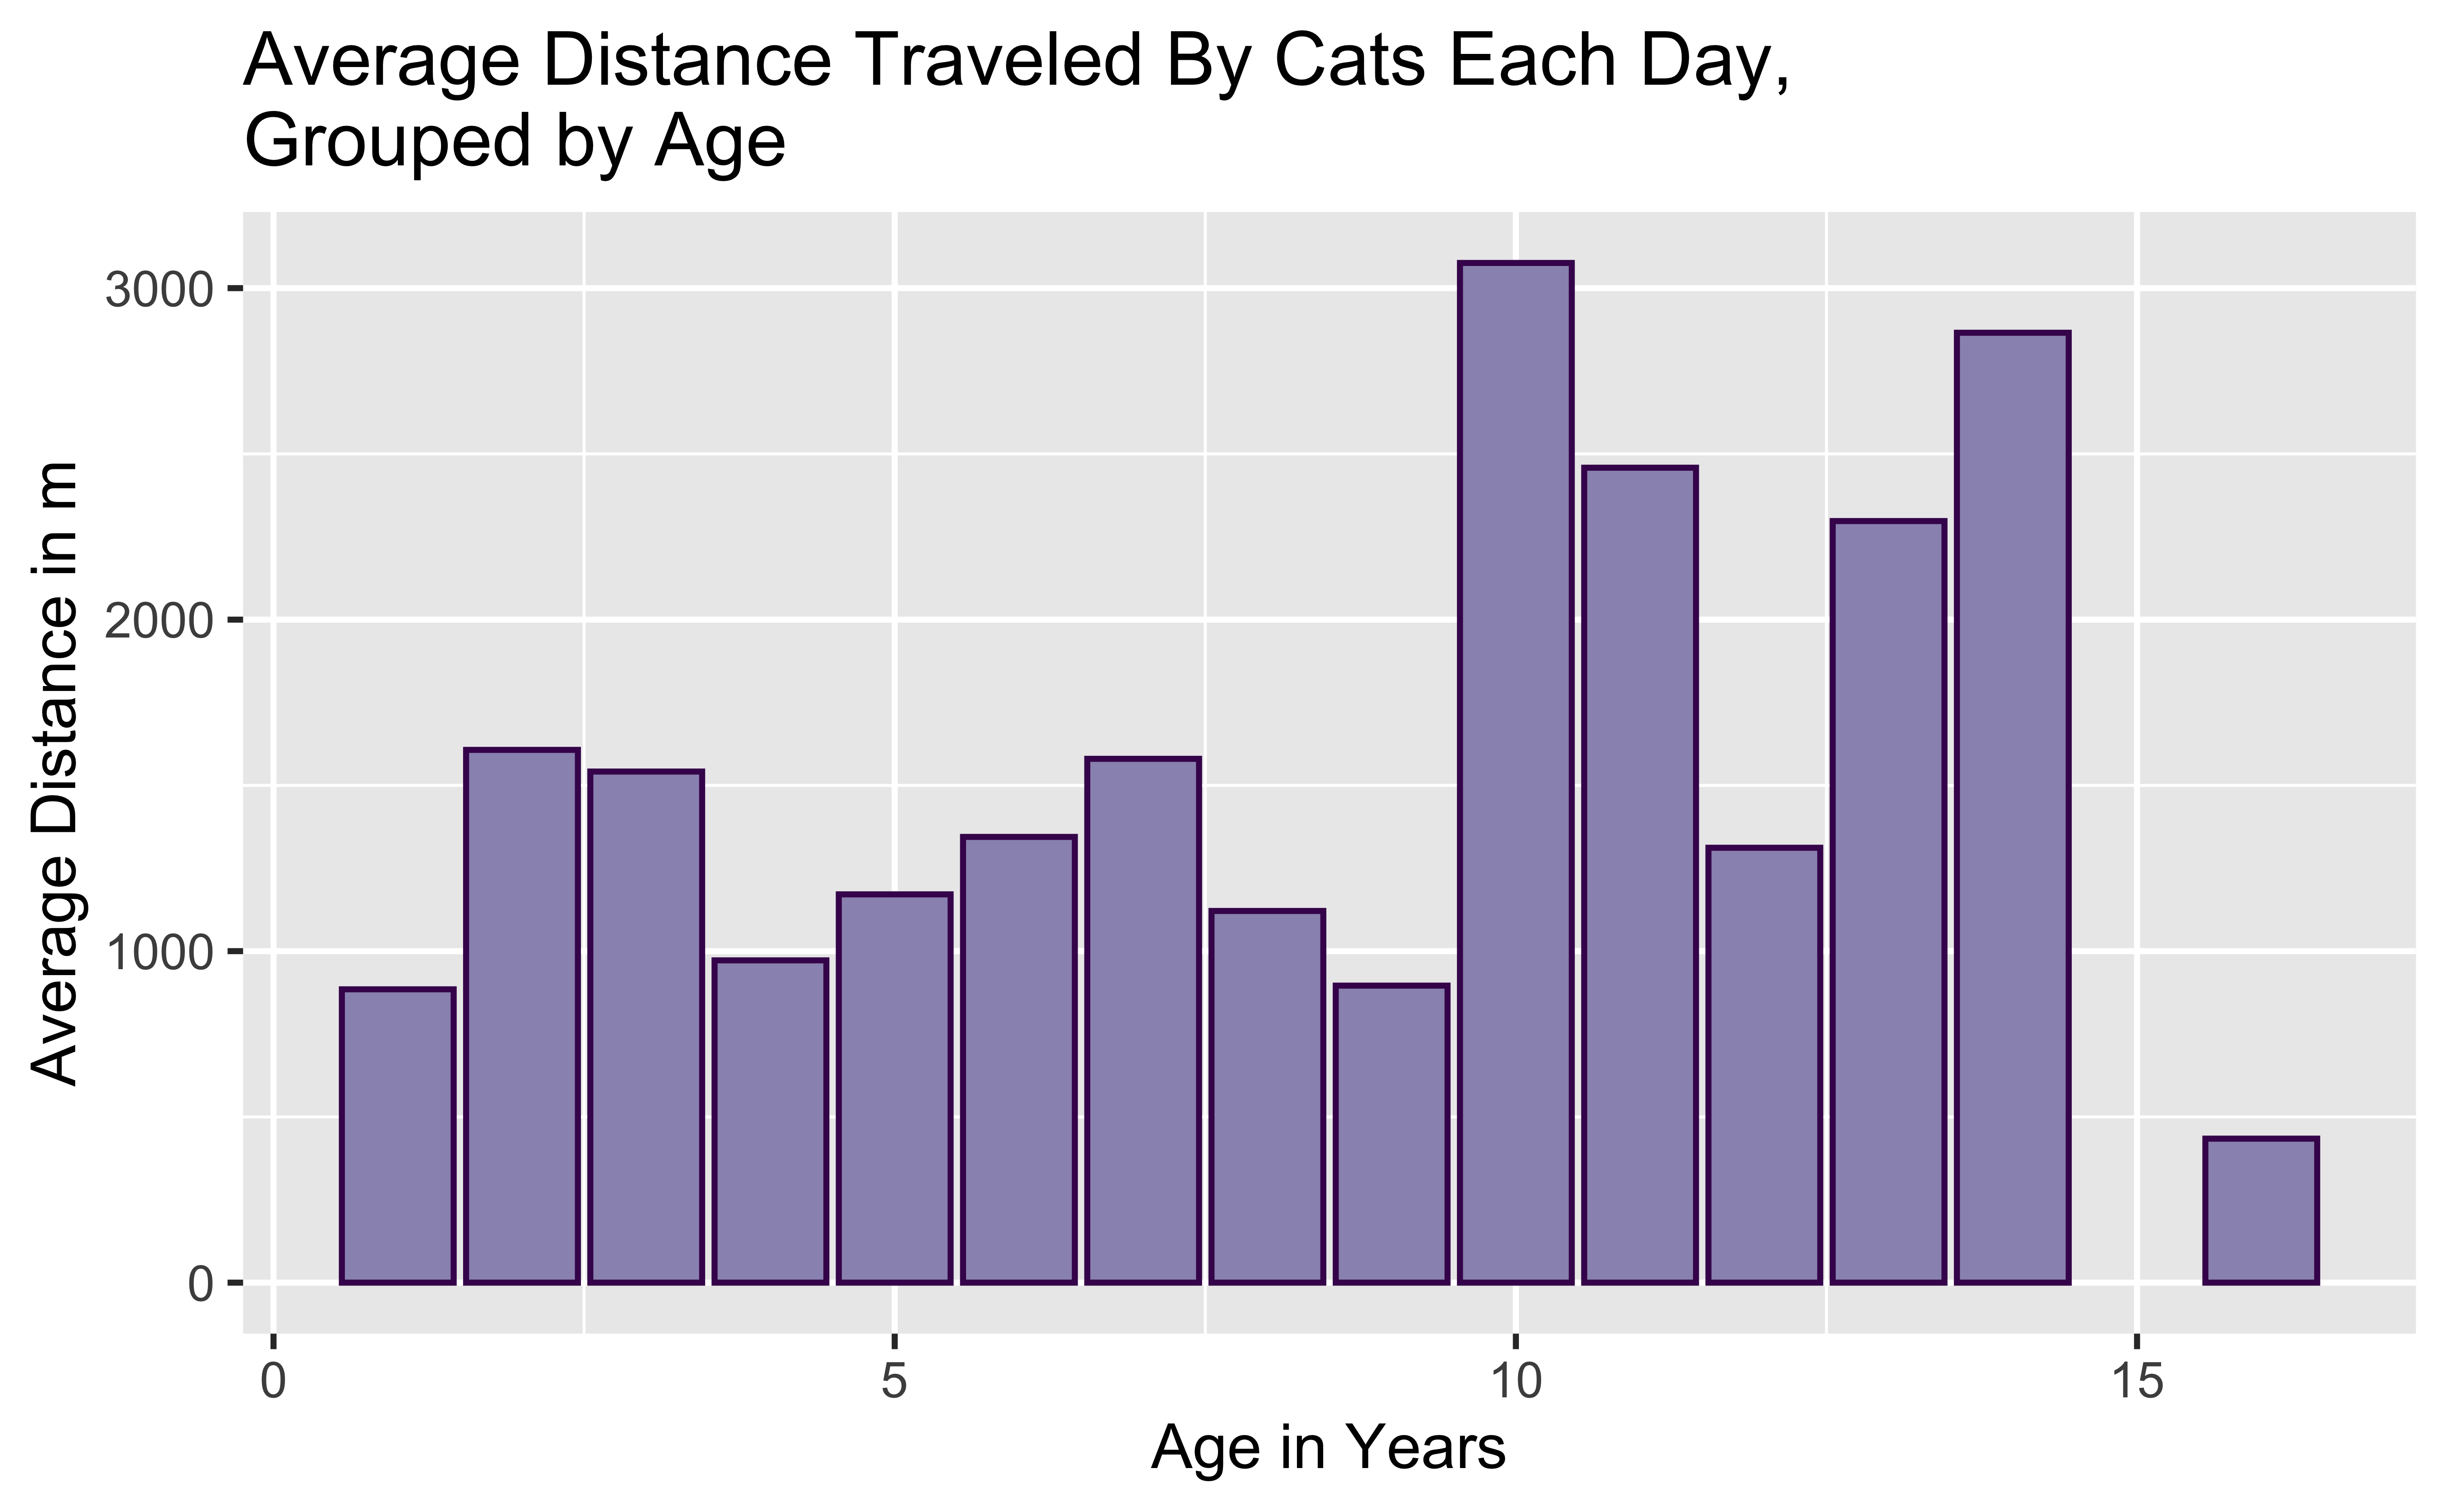 Average Distance Traveled By Cats Each Day,
Grouped by Age
Average Distance in m
3000
2000
1000
0
0
5
10
15
Age in Years